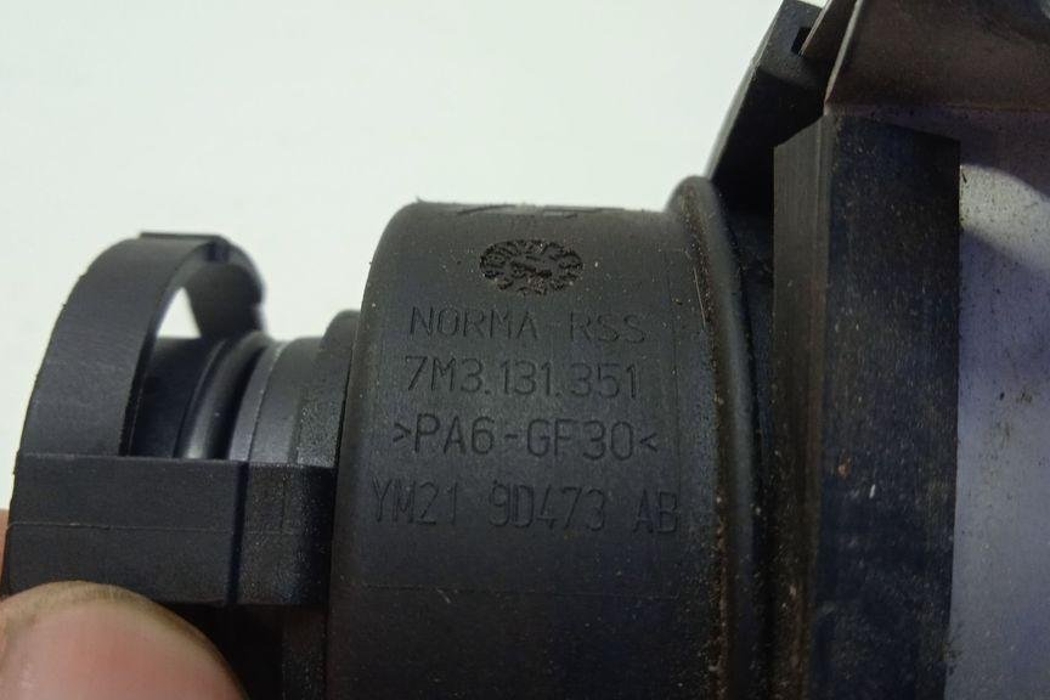 NORMA RSS
7M3.131.351
>PA6-GF30<
YM21 9D473 AB